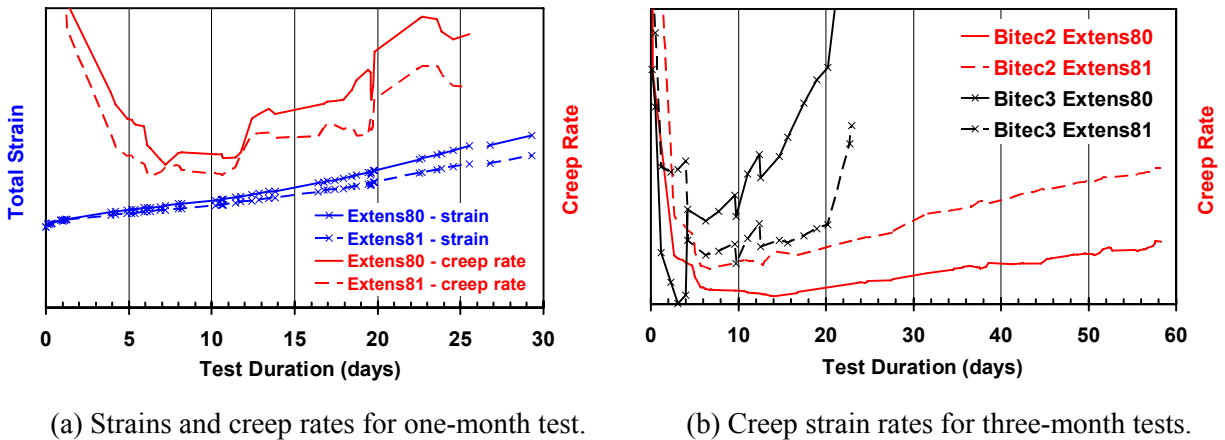 Total Strain
Extens80 - strain
Extens81 - strain
Extens80 - creep rate
Extens81 - creep rate
Creep Rate
0 5 10 15 20 25 30
Test Duration (days)
(a) Strains and creep rates for one-month test.
Bitec2 Extens80
Bitec2 Extens81
Bitec3 Extens80
Bitec3 Extens81
Creep Rate
0 10 20 30 40 50 60
Test Duration (days)
(b) Creep strain rates for three-month tests.